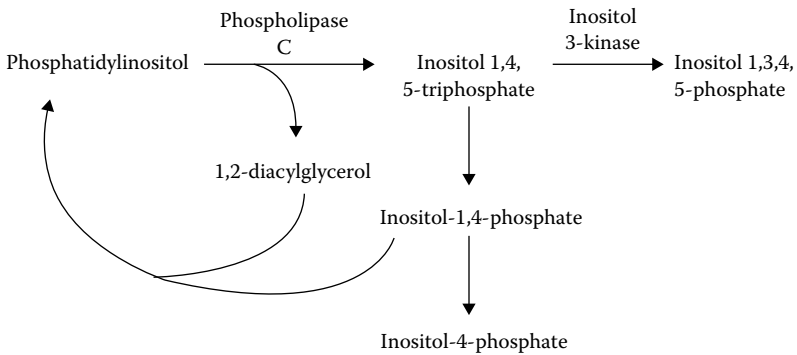 Phospholipase
C
Inositol
3-kinase
Phosphatidylinositol
Inositol 1,4,
5-triphosphate
Inositol 1,3,4,
5-phosphate
1,2-diacylglycerol
Inositol-1,4-phosphate
Inositol-4-phosphate